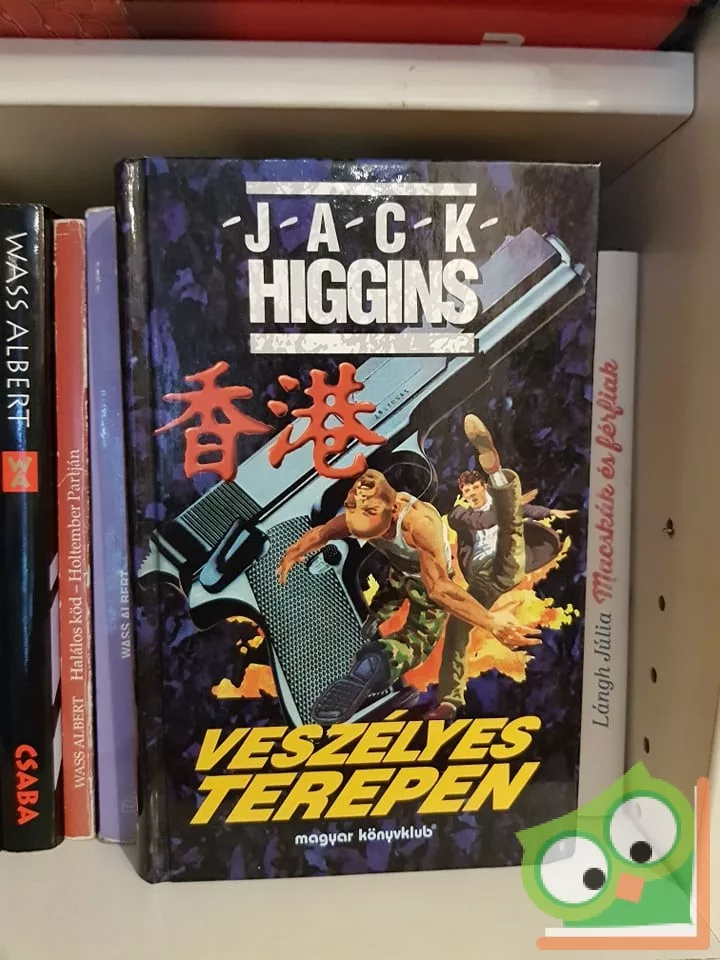 -J-A-C-K-
HIGGINS
香港
VESZÉLYES
TEREPEN
magyar könyvklub
WASS ALBERT
CSABA
WASS ALBERT Halálos köd – Holtember Partján
WASS ALBERT
Lángh Júlia Macskák és férfiak